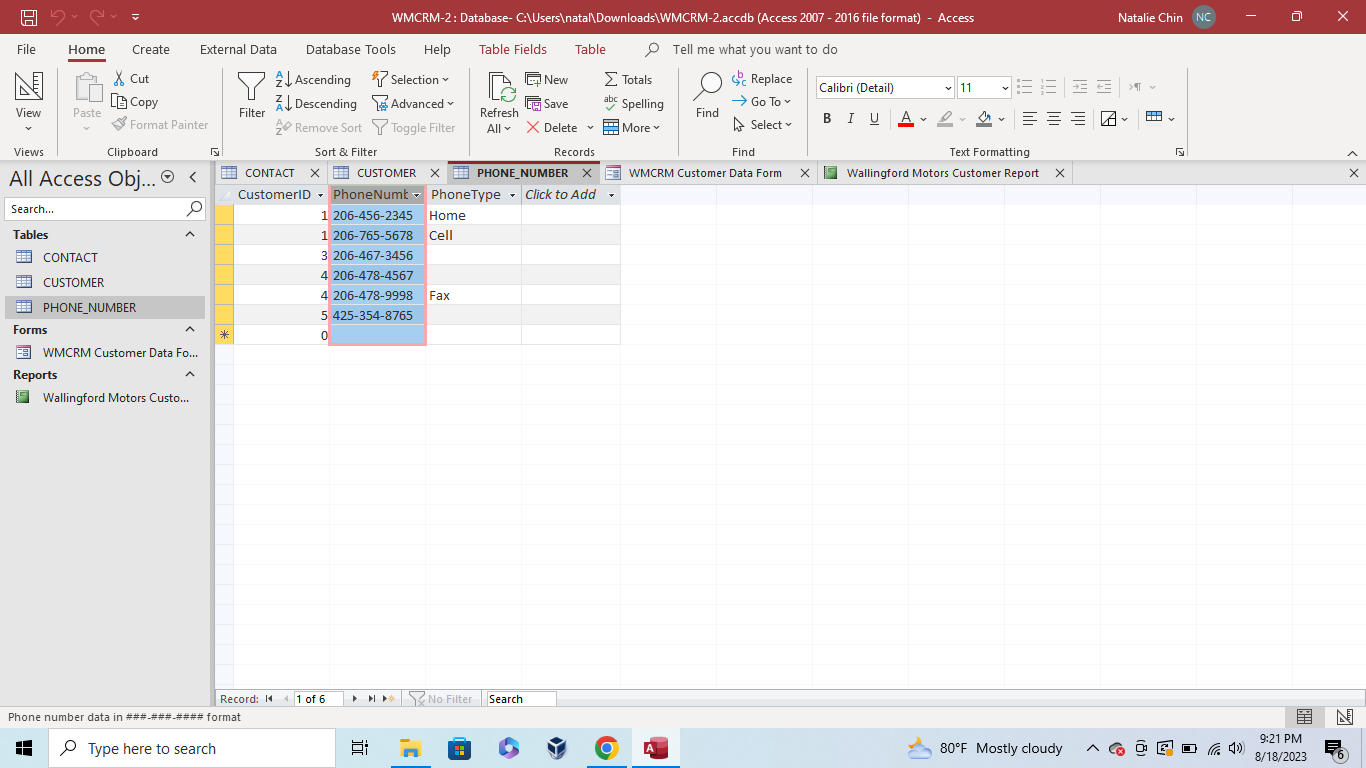 WMCRM-2 : Database- C:\Users\natal\Downloads\WMCRM-2.accdb (Access 2007 - 2016 file format) - Access
Natalie Chin NC
File Home Create External Data Database Tools Help Table Fields Table Tell me what you want to do
View
Views
Paste
Cut
Copy
Format Painter
Clipboard
Filter
Ascending
Descending
Remove Sort
Selection
Advanced
Toggle Filter
Sort & Filter
Refresh
All
New
Save
Delete
Totals
Spelling
More
Records
Find
Replace
Go To
Select
Find
Calibri (Detail) 11
B I U A
Text Formatting
All Access Obj...
Search...
Tables
CONTACT
CUSTOMER
PHONE_NUMBER
Forms
WMCRM Customer Data Fo...
Reports
Wallingford Motors Custo...
CONTACT CUSTOMER PHONE_NUMBER WMCRM Customer Data Form Wallingford Motors Customer Report
CustomerID PhoneNumb PhoneType Click to Add
1 206-456-2345 Home
1 206-765-5678 Cell
3 206-467-3456
4 206-478-4567
4 206-478-9998 Fax
5 425-354-8765
0
Record: 1 of 6 No Filter Search
Phone number data in ###-###-#### format
Type here to search
80°F Mostly cloudy
9:21 PM
8/18/2023
6